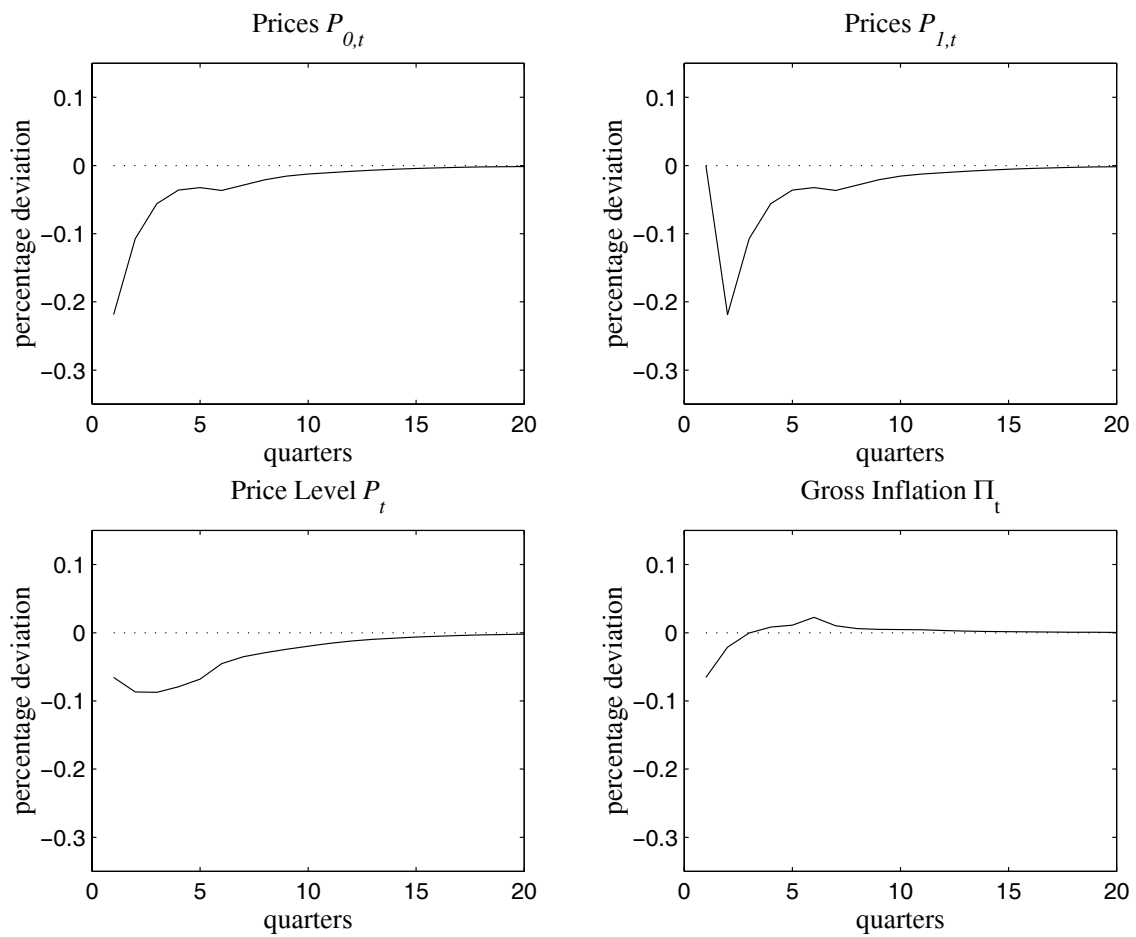 Prices P0,t
percentage deviation
0.1
0
−0.1
−0.2
−0.3
0 5 10 15 20
quarters
Prices P1,t
percentage deviation
0.1
0
−0.1
−0.2
−0.3
0 5 10 15 20
quarters
Price Level Pt
percentage deviation
0.1
0
−0.1
−0.2
−0.3
0 5 10 15 20
quarters
Gross Inflation Πt
percentage deviation
0.1
0
−0.1
−0.2
−0.3
0 5 10 15 20
quarters